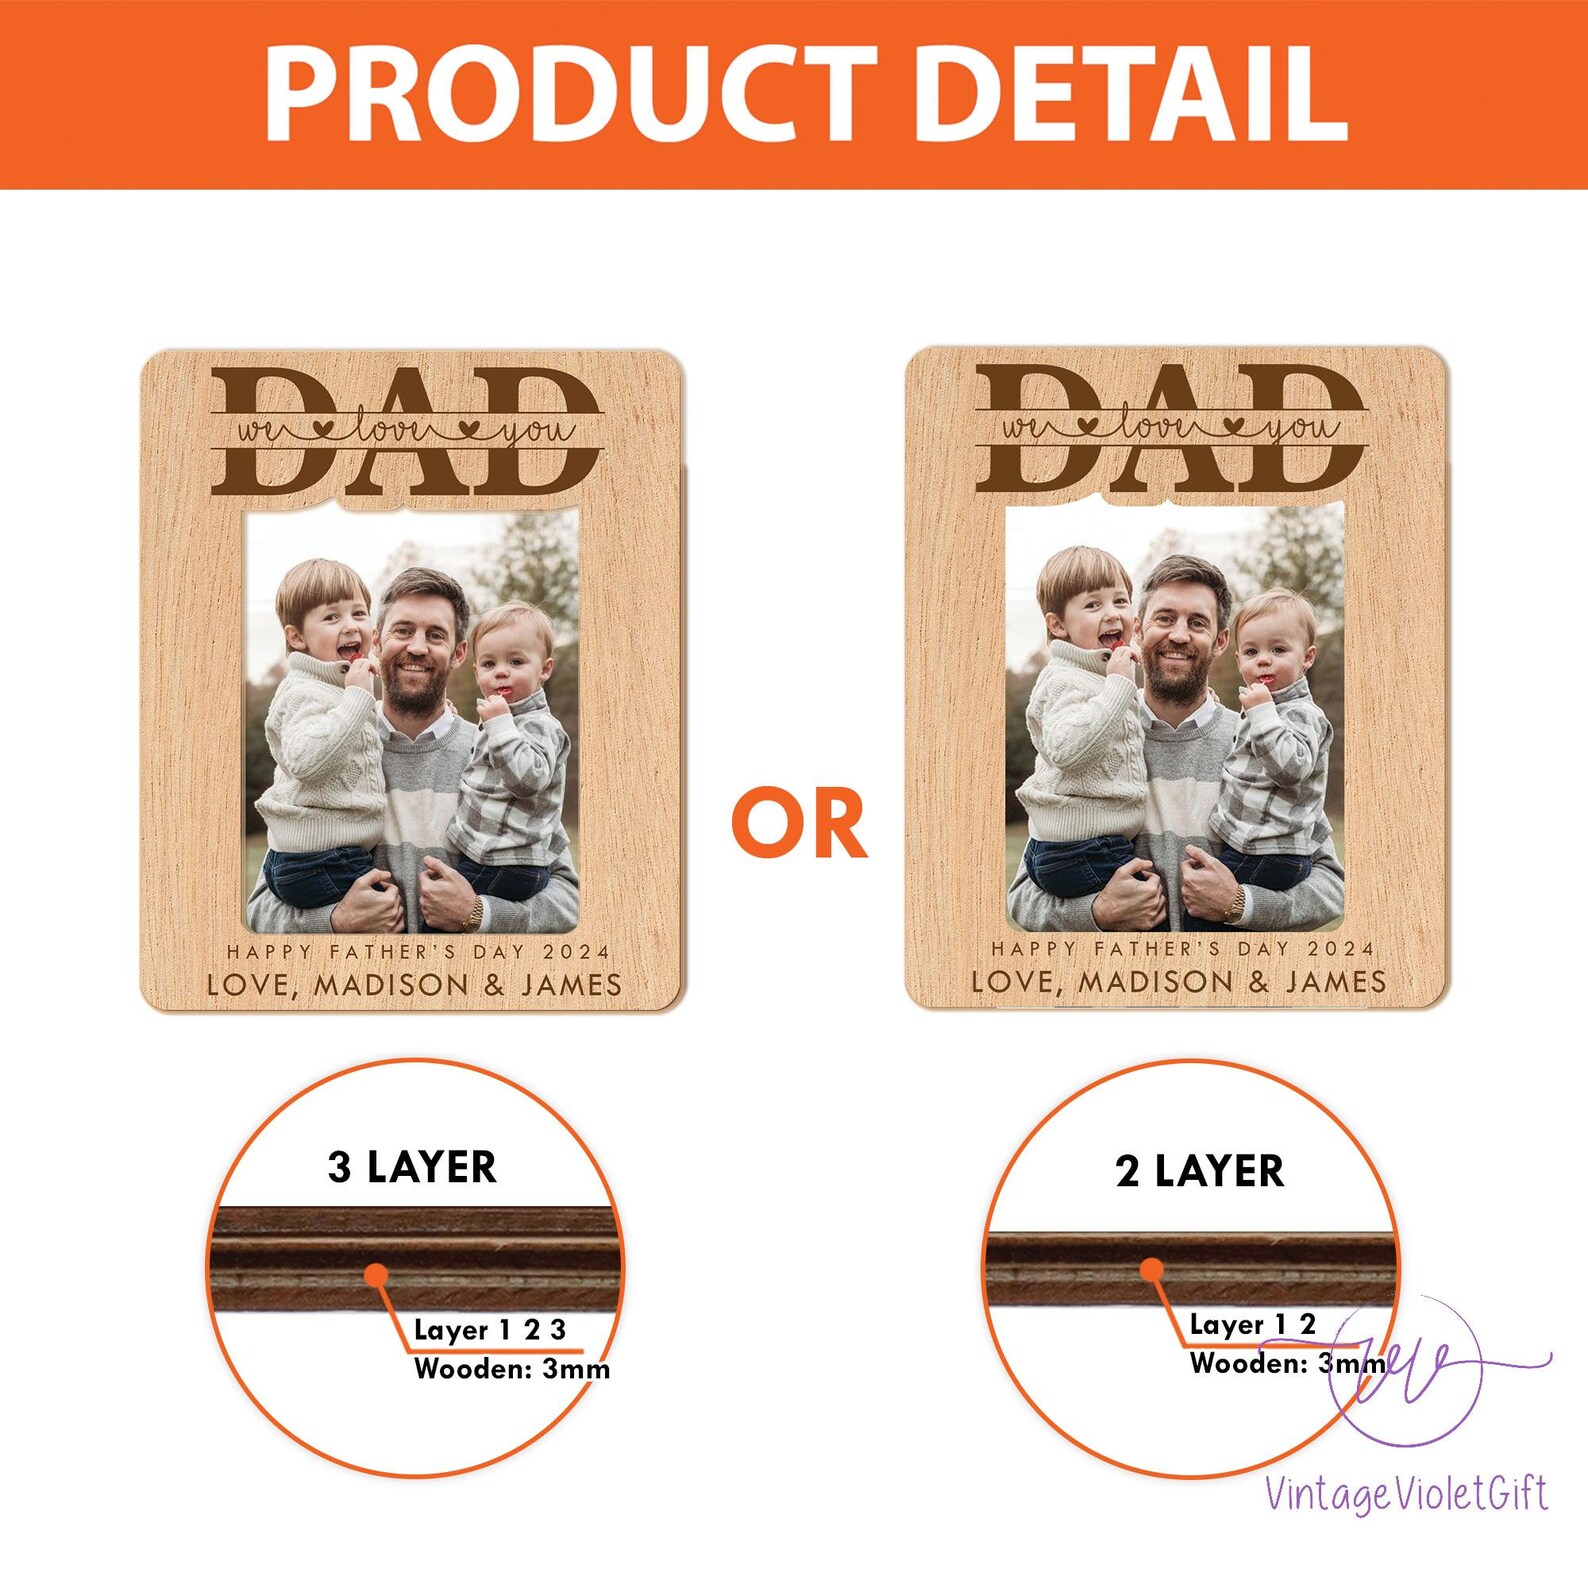 PRODUCT DETAIL
DAD
we love you
HAPPY FATHER'S DAY 2024
LOVE, MADISON & JAMES
OR
DAD
we love you
HAPPY FATHER'S DAY 2024
LOVE, MADISON & JAMES
3 LAYER
Layer 1 2 3
Wooden: 3mm
2 LAYER
Layer 1 2
Wooden: 3mm
VintageVioletGift